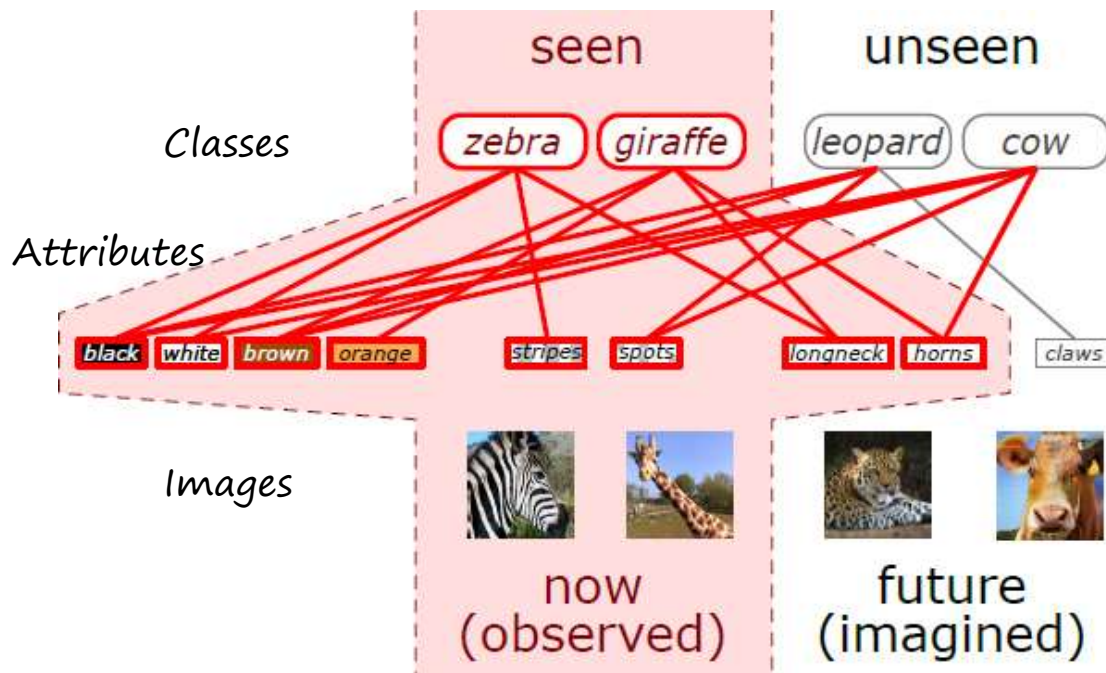 seen unseen
Classes zebra giraffe leopard cow
Attributes
black white brown orange stripes spots longneck horns claws
Images
now future
(observed) (imagined)